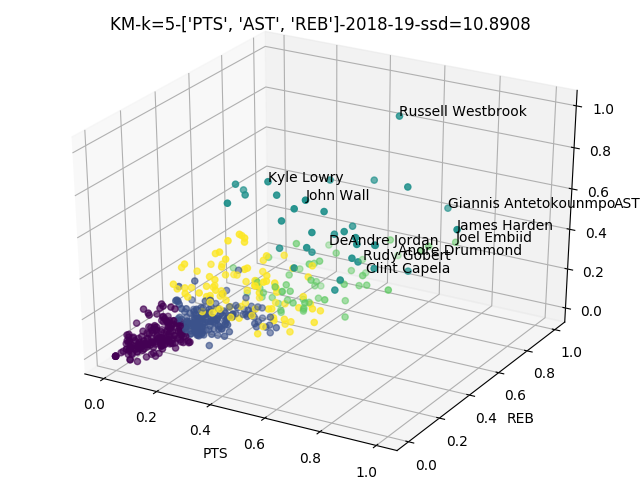 KM-k=5-['PTS', 'AST', 'REB']-2018-19-ssd=10.8908
Russell Westbrook
Kyle Lowry
John Wall
Giannis Antetokounmpo
AST
James Harden
Joel Embid
DeAndre Jordan
Andre Drummond
Rudy Gobert
Clint Capela
1.0
0.8
0.6
0.4
0.2
0.0
0.0
0.2
0.4
0.6
0.8
1.0
PTS
0.0
0.2
0.4
0.6
0.8
1.0
REB